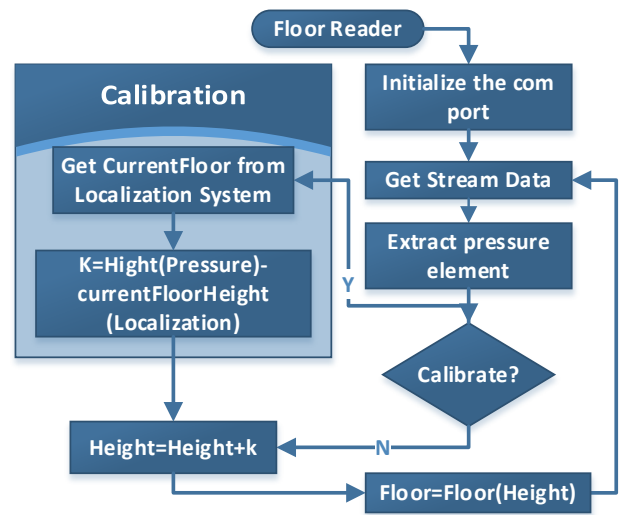 Floor Reader
Initialize the com
port
Get Stream Data
Extract pressure
element
Calibrate?
Y
N
Calibration
Get CurrentFloor from
Localization System
K=Hight(Pressure)-
currentFloorHeight
(Localization)
Height=Height+k
Floor=Floor(Height)